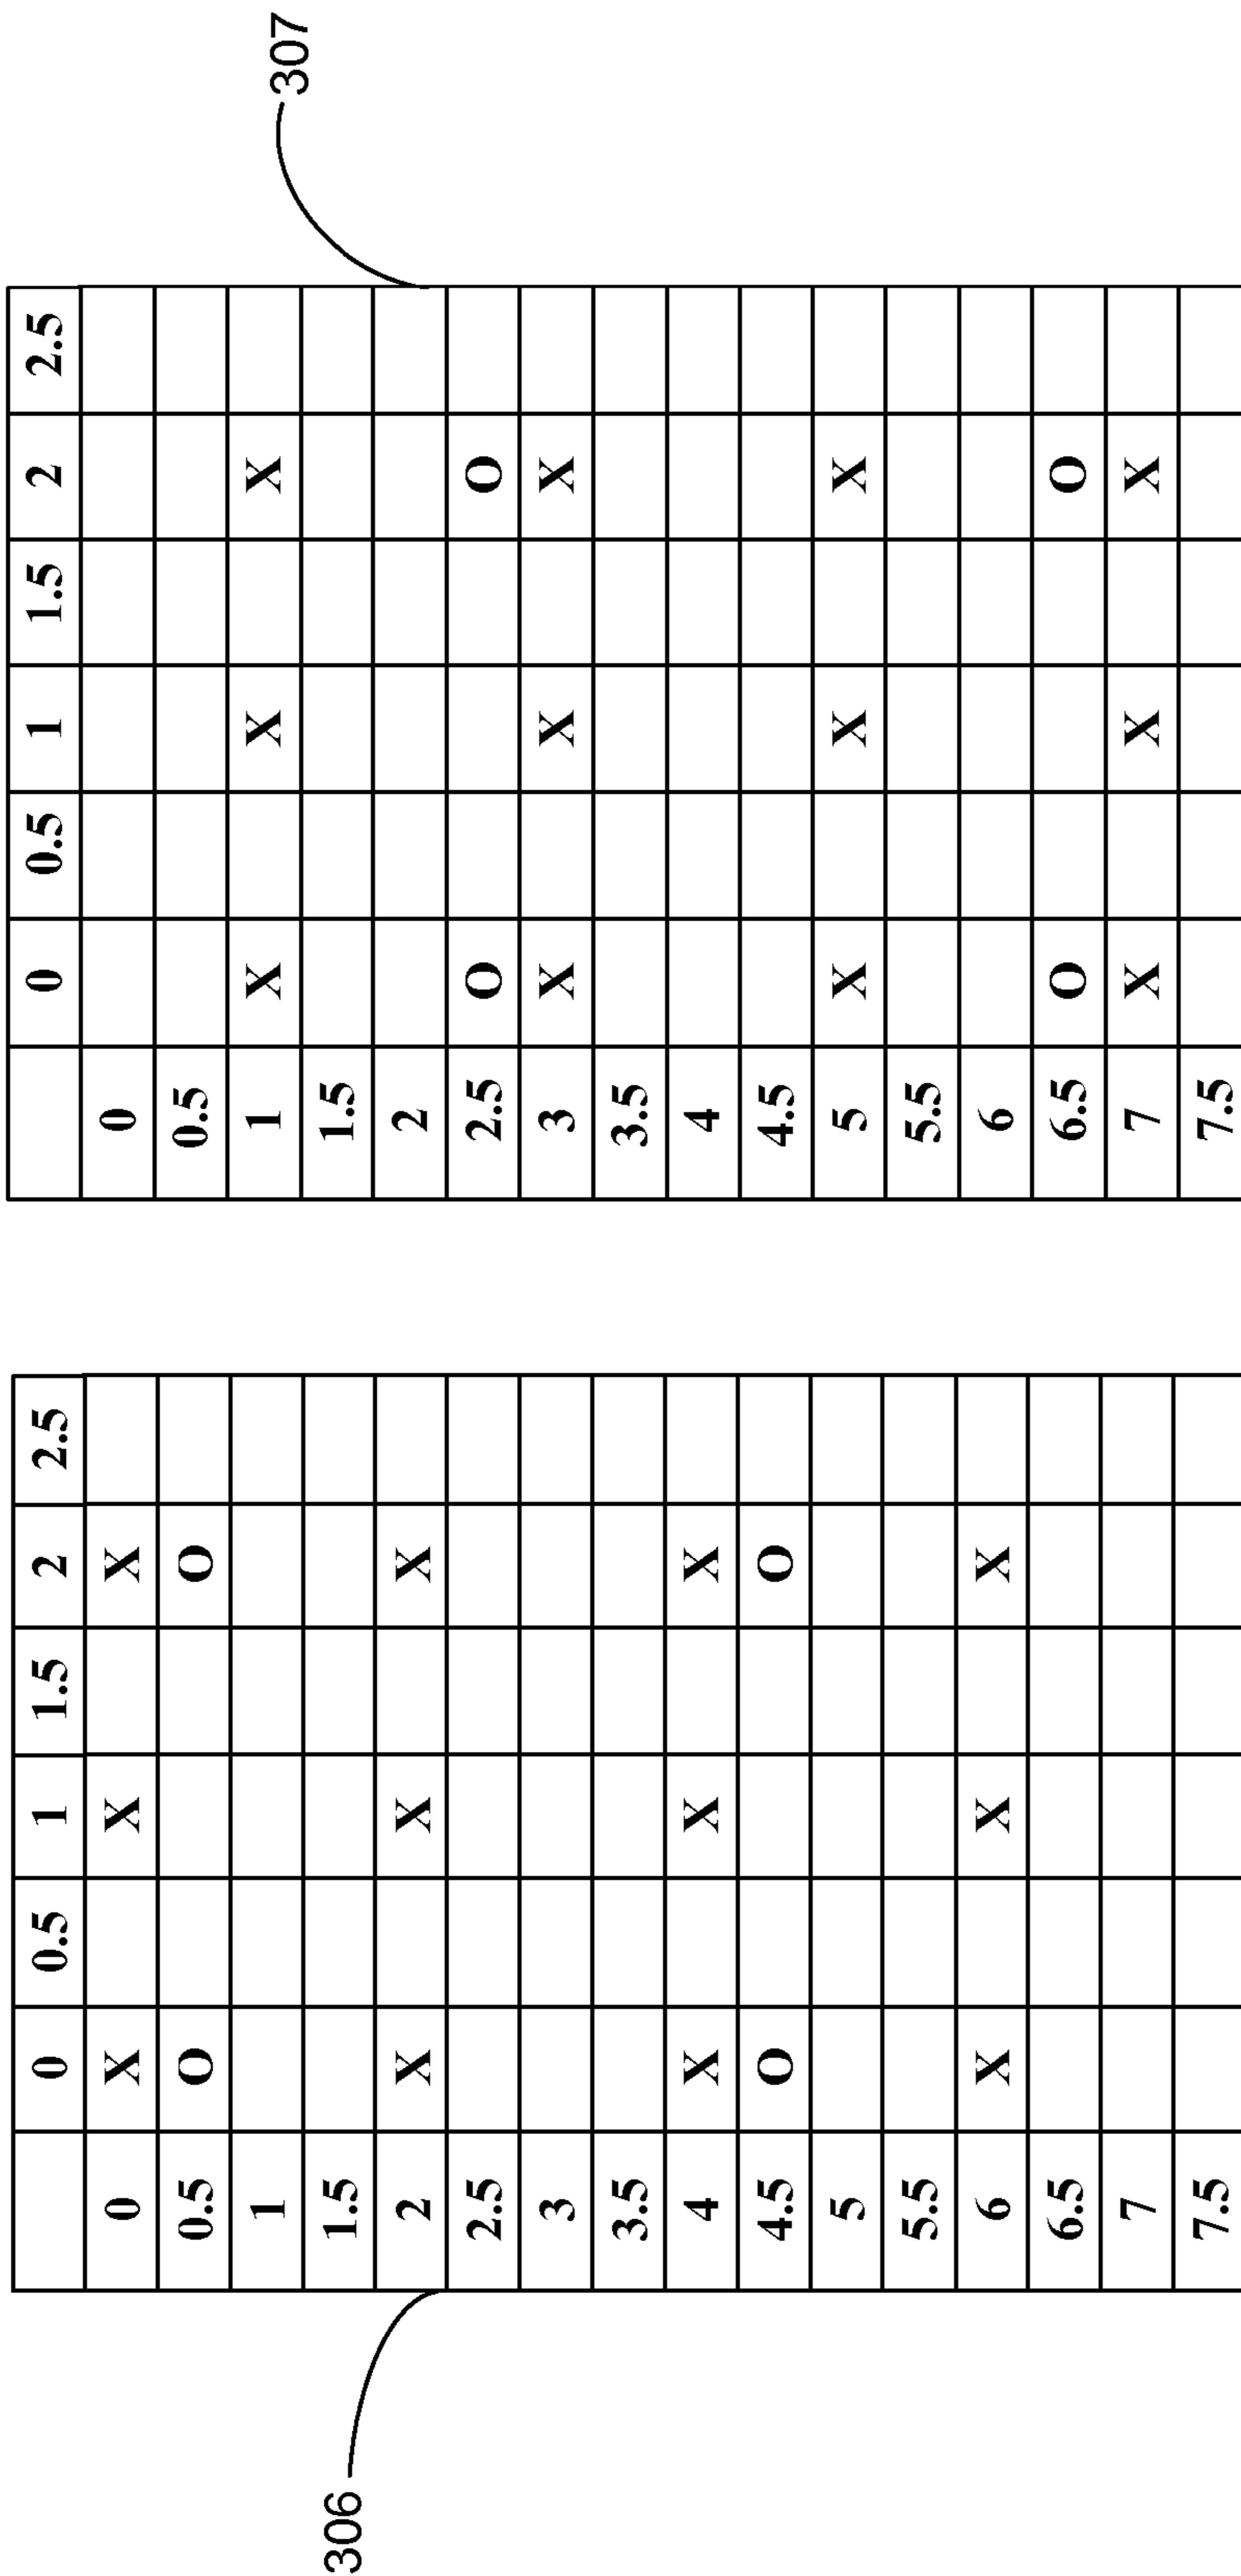 306
0 0.5 1 1.5 2 2.5
0 X X X
0.5 O O
1
1.5
2 X X X
2.5
3
3.5
4 X X X
4.5 O O
5
5.5
6 X X X
6.5
7
7.5
307
0 0.5 1 1.5 2 2.5
0
0.5
1 X X X
1.5
2
2.5 O O
3 X X X
3.5
4
4.5
5 X X X
5.5
6
6.5 O O
7 X X X
7.5